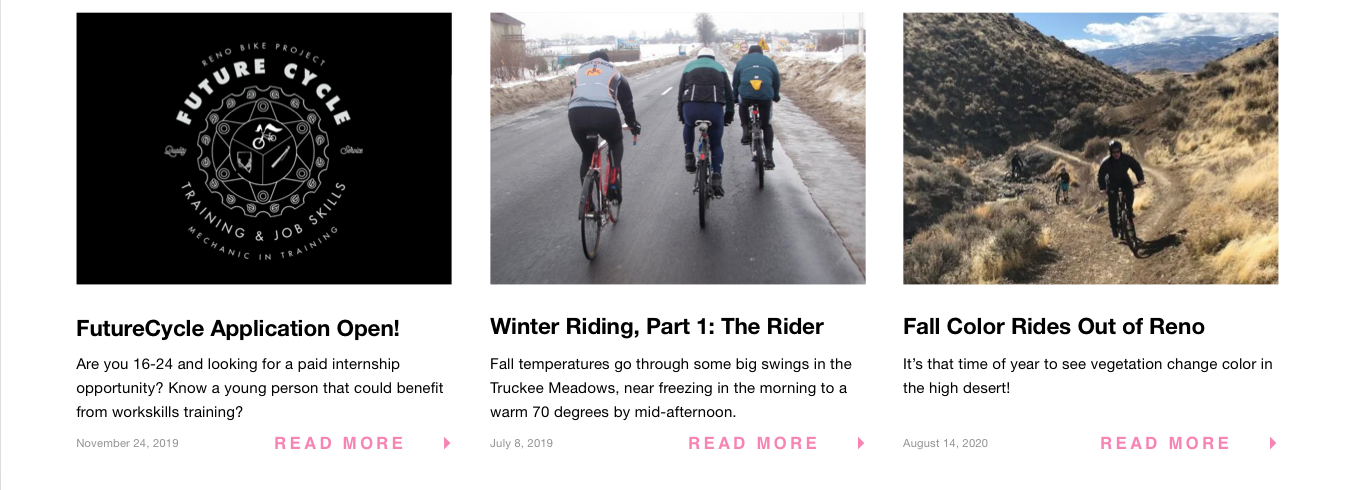 RENO BIKE PROJECT
FUTURE CYCLE
Quality
Service
TRAINING & JOB SKILLS
MECHANIC IN TRAINING
FutureCycle Application Open!
Are you 16-24 and looking for a paid internship
opportunity? Know a young person that could benefit
from workskills training?
November 24, 2019
READ MORE
Winter Riding, Part 1: The Rider
Fall temperatures go through some big swings in the
Truckee Meadows, near freezing in the morning to a
warm 70 degrees by mid-afternoon.
July 8, 2019
READ MORE
Fall Color Rides Out of Reno
It’s that time of year to see vegetation change color in
the high desert!
August 14, 2020
READ MORE